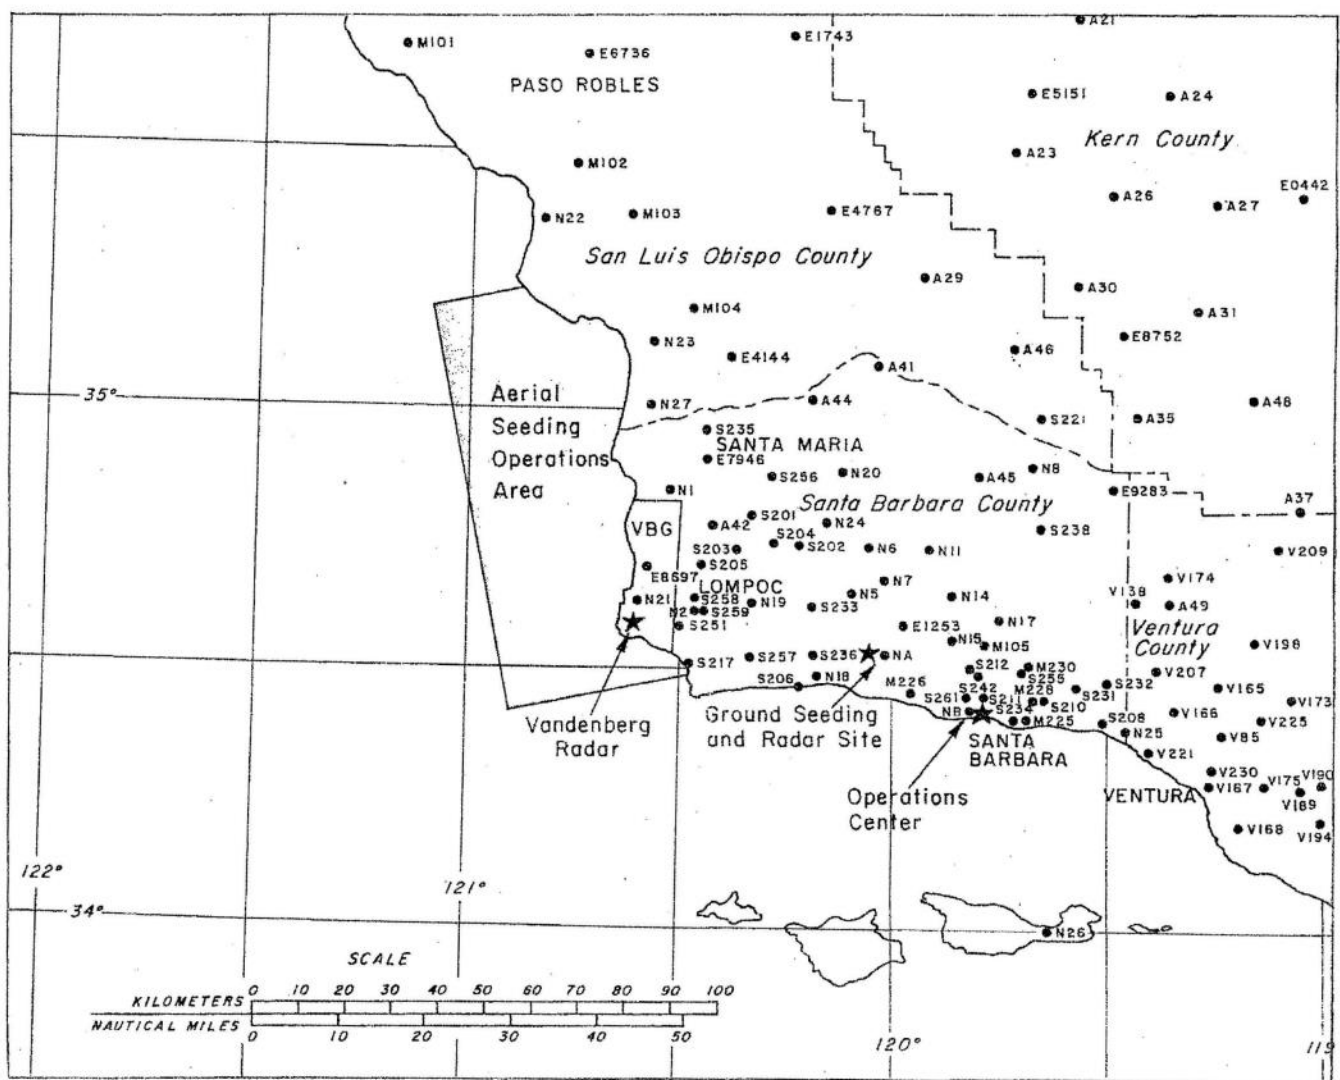 A21
M101
E1743
E6736
PASO ROBLES
E5151
A24
Kern County
A23
M102
E0442
A26
A27
N22
M103
E4767
San Luis Obispo County
A29
A30
M104
A31
N23
E8752
E4144
A46
A41
35°
Aerial
Seeding
Operations
Area
N27
A44
A48
S235
S221
A35
SANTA MARIA
E7946
S256
N20
A45
N8
N1
Santa Barbara County
E9283
A37
VBG
A42
S201
N24
S238
S204
S203
S202
N6
N11
V209
S205
E8697
LOMPOC
N7
V174
N21
S258
N19
N5
N14
V138
N2
S259
S233
A49
S251
E1253
N17
Ventura
County
N15
M105
V198
S217
S257
S236
NA
S212
M230
S255
V207
S206
N18
M226
S242
M228
S231
S232
V165
S261
S211
S210
V173
NB
S234
M225
S208
V166
V225
Vandenberg
Radar
Ground Seeding
and Radar Site
SANTA
BARBARA
N25
V85
V221
V230
V167
V175
V190
V189
Operations
Center
VENTURA
V168
V194
122°
121°
34°
N26
SCALE
KILOMETERS 0 10 20 30 40 50 60 70 80 90 100
NAUTICAL MILES 0 10 20 30 40 50
120°
119